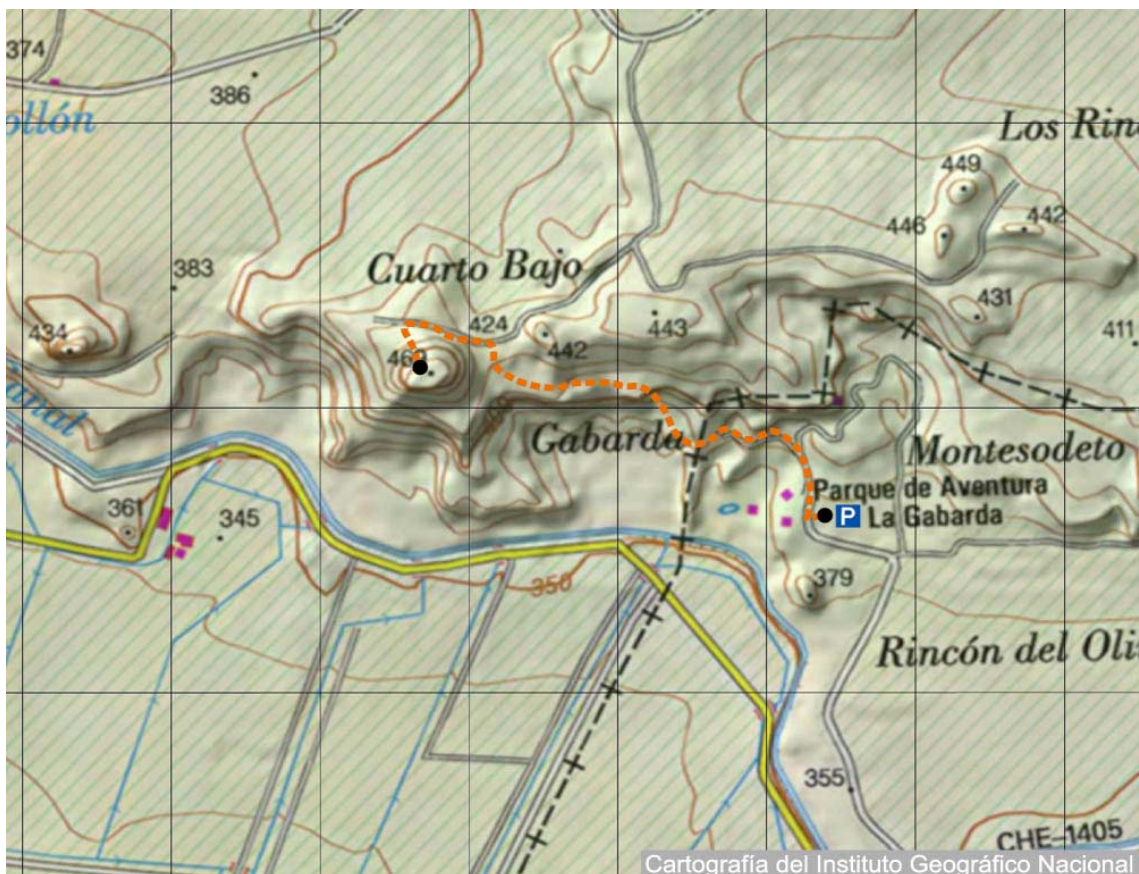 374
386
ollón
Los Rin
449
446
442
Cuarto Bajo
383
431
424
443
411
434
442
Gabarda
Montesodeto
Parque de Aventura
P La Gabarda
361
345
350
379
Rincón del Oli
355
CHE-1405
Cartografía del Instituto Geográfico Nacional